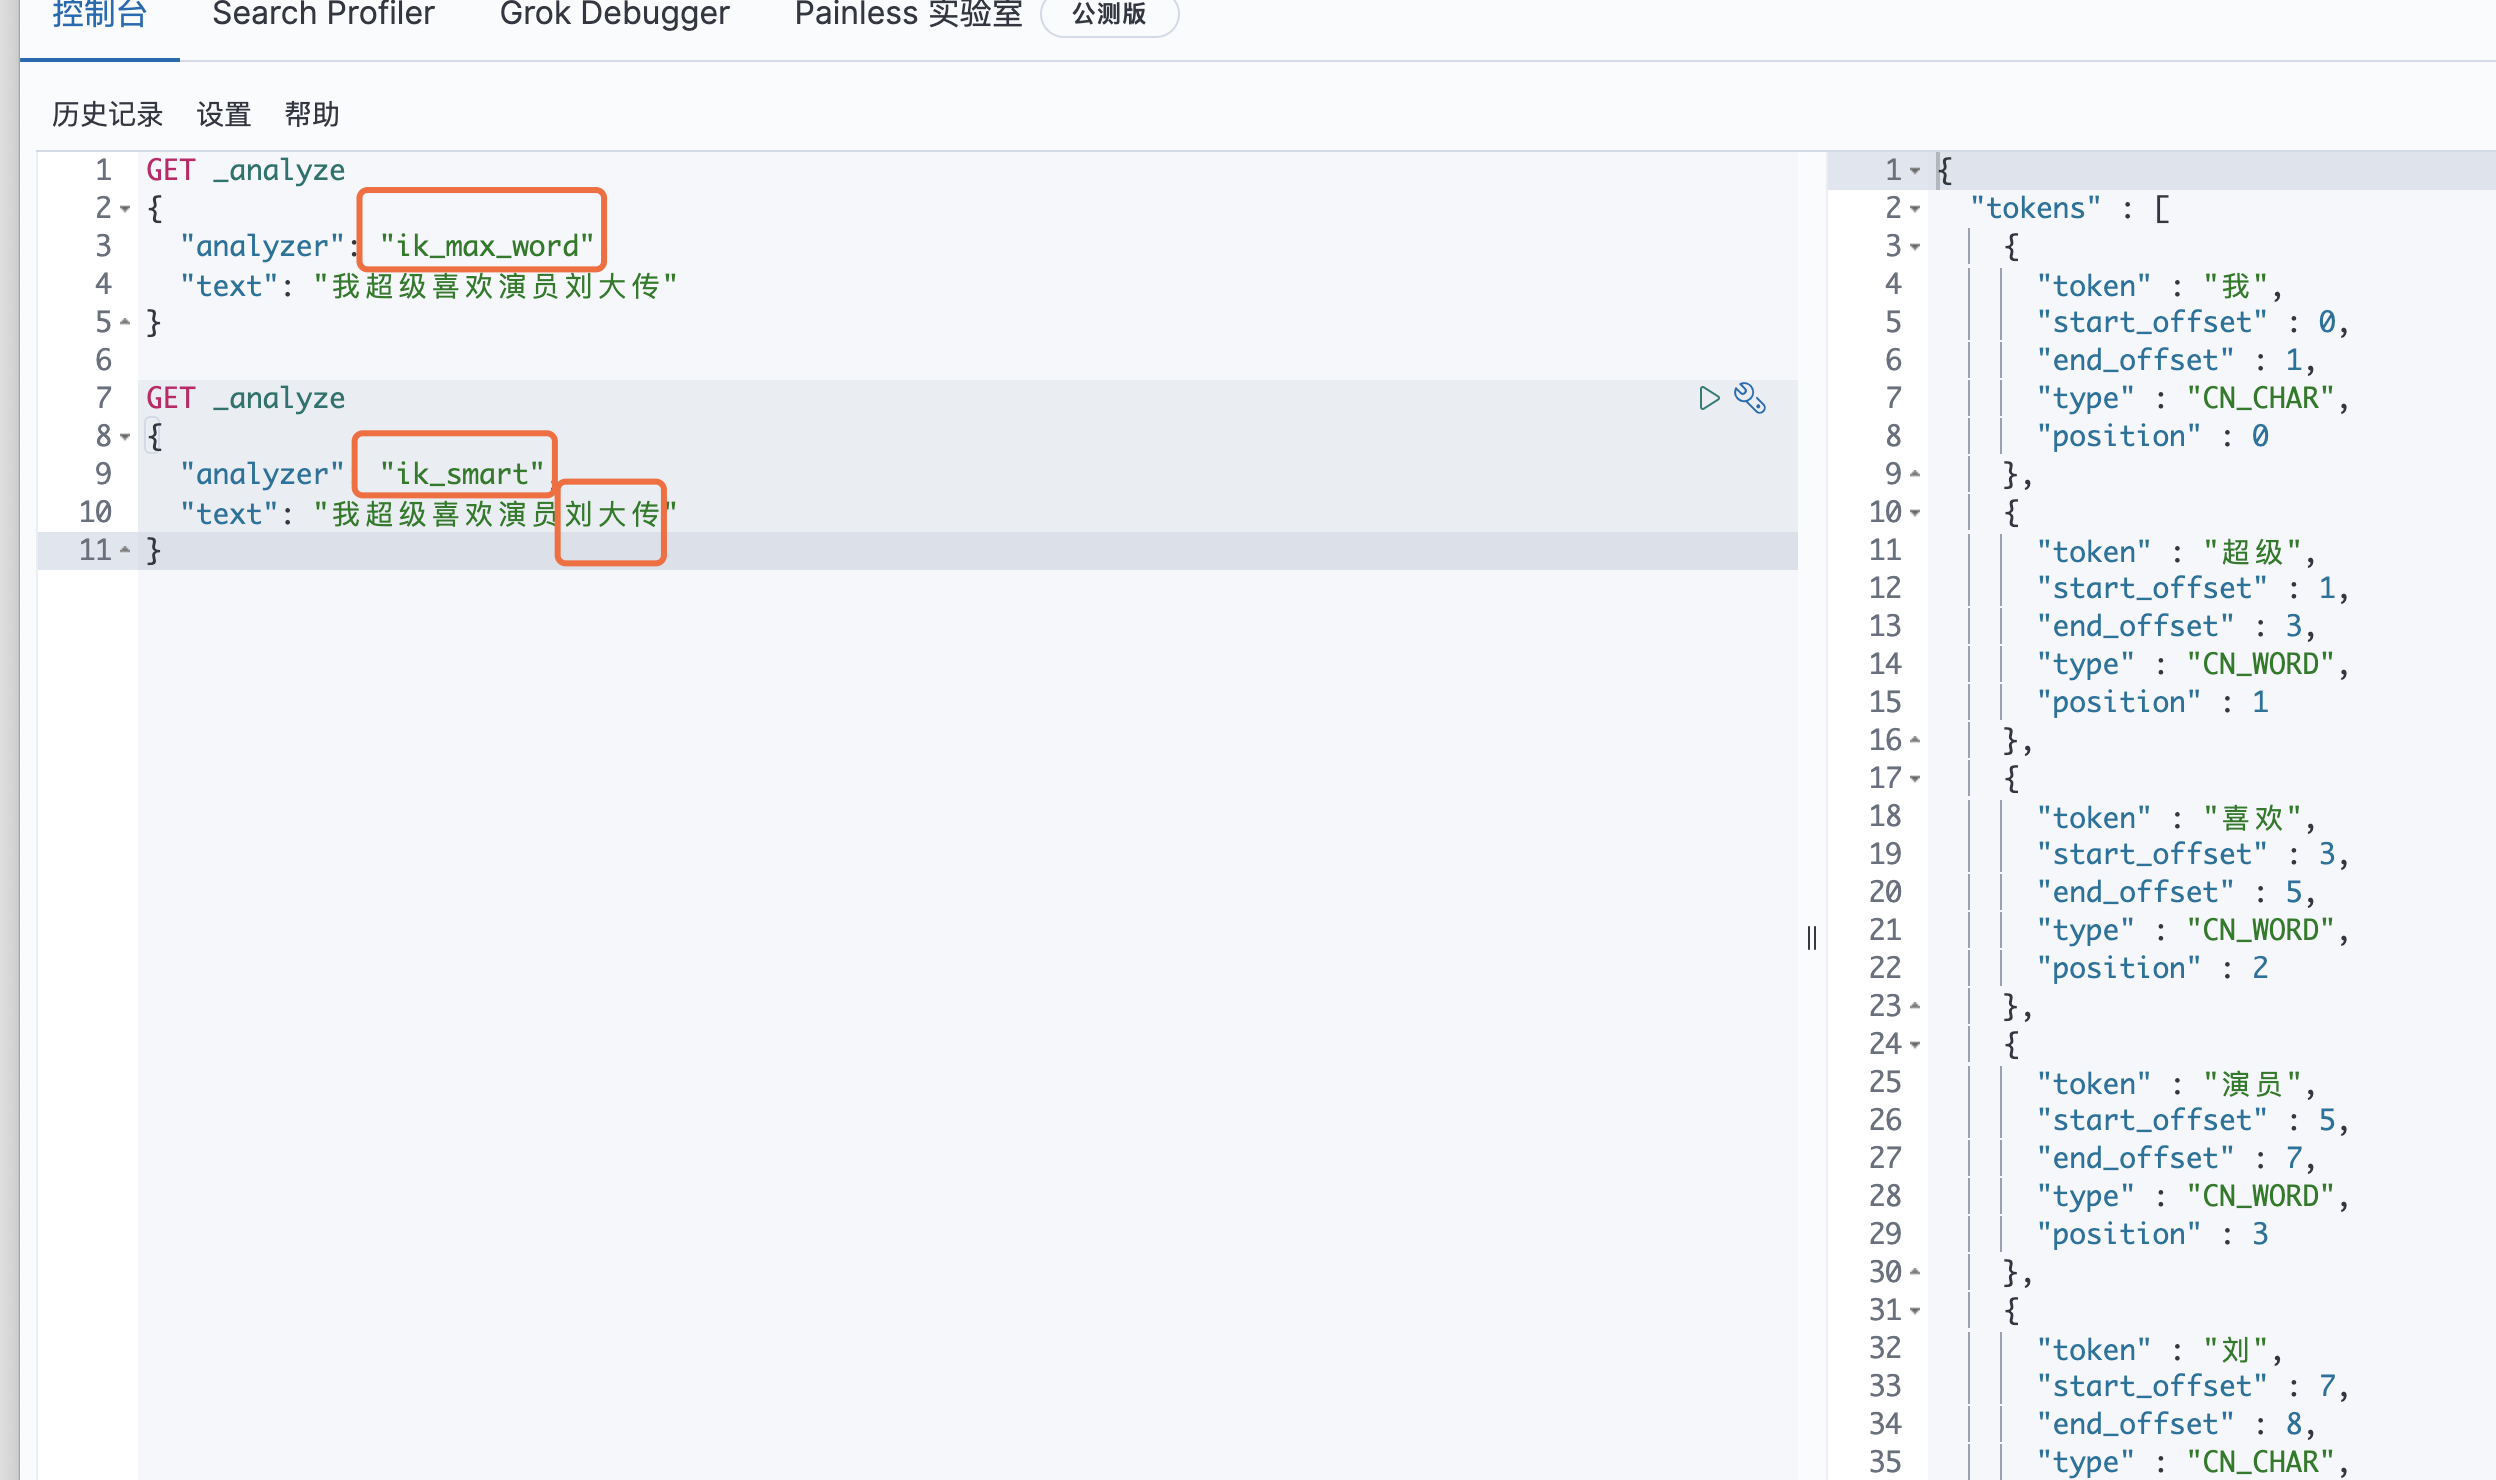 控制台 Search Profiler Grok Debugger Painless 实验室 公测版
历史记录 设置 帮助
1 GET _analyze
2 {
3 "analyzer": "ik_max_word"
4 "text": "我超级喜欢演员刘大传"
5 }
6
7 GET _analyze
8 {
9 "analyzer" "ik_smart"
10 "text": "我超级喜欢演员刘大传"
11 }
1 {
2 "tokens" : [
3 {
4 "token" : "我",
5 "start_offset" : 0,
6 "end_offset" : 1,
7 "type" : "CN_CHAR",
8 "position" : 0
9 },
10 {
11 "token" : "超级",
12 "start_offset" : 1,
13 "end_offset" : 3,
14 "type" : "CN_WORD",
15 "position" : 1
16 },
17 {
18 "token" : "喜欢",
19 "start_offset" : 3,
20 "end_offset" : 5,
21 "type" : "CN_WORD",
22 "position" : 2
23 },
24 {
25 "token" : "演员",
26 "start_offset" : 5,
27 "end_offset" : 7,
28 "type" : "CN_WORD",
29 "position" : 3
30 },
31 {
32 "token" : "刘",
33 "start_offset" : 7,
34 "end_offset" : 8,
35 "type" : "CN_CHAR",